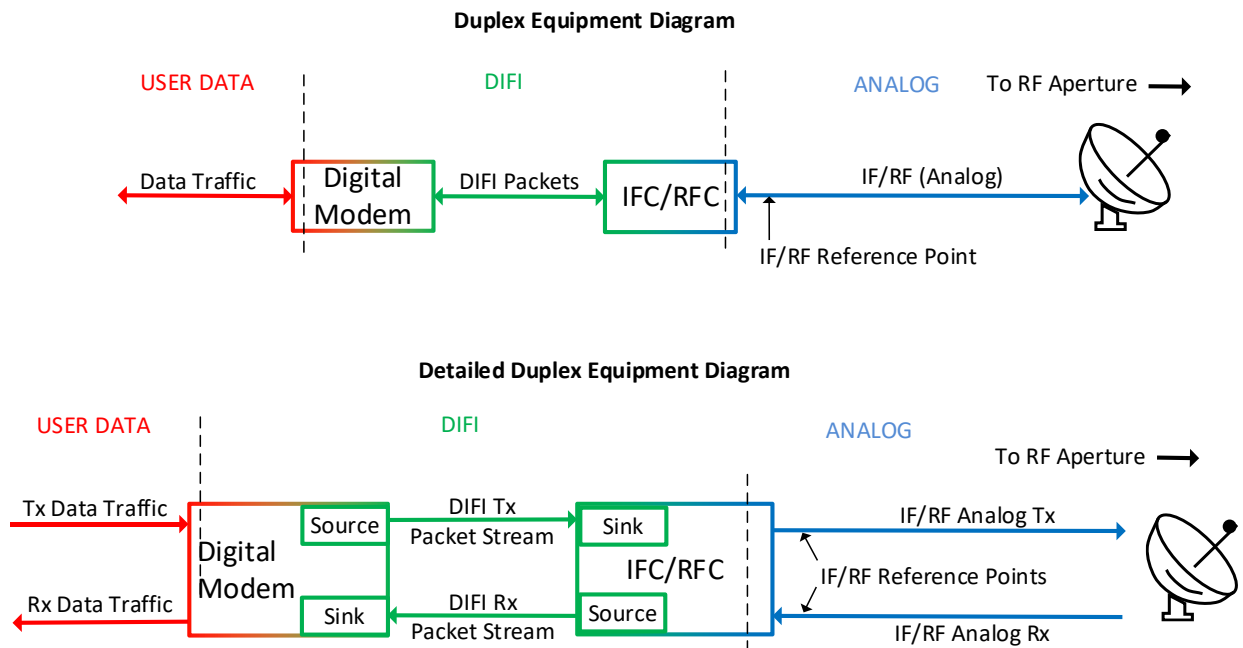 Duplex Equipment Diagram
USER DATA
DIFI
ANALOG
To RF Aperture
Data Traffic
Digital
Modem
DIFI Packets
IFC/RFC
IF/RF (Analog)
IF/RF Reference Point
Detailed Duplex Equipment Diagram
USER DATA
DIFI
ANALOG
To RF Aperture
Tx Data Traffic
Source
DIFI Tx
Packet Stream
Sink
IF/RF Analog Tx
Digital
Modem
IFC/RFC
IF/RF Reference Points
Rx Data Traffic
Sink
DIFI Rx
Packet Stream
Source
IF/RF Analog Rx